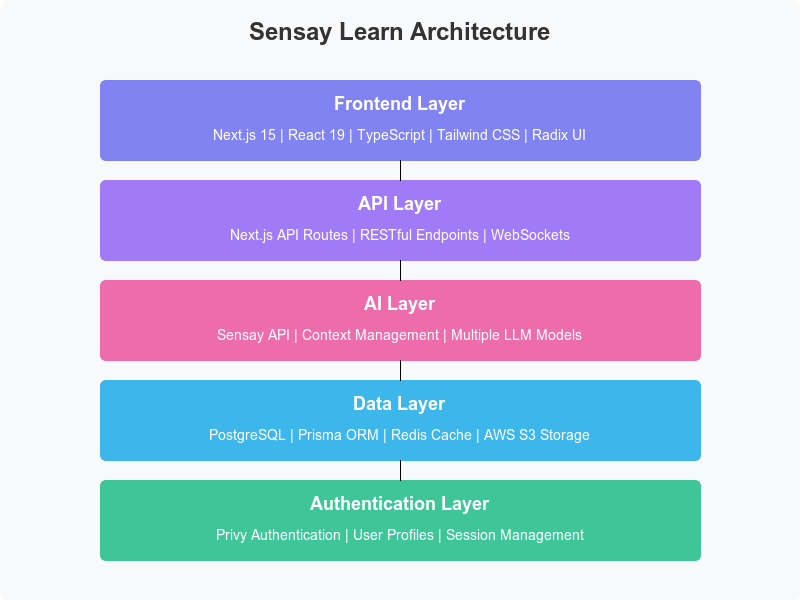 Sensay Learn Architecture
Frontend Layer
Next.js 15 | React 19 | TypeScript | Tailwind CSS | Radix UI
API Layer
Next.js API Routes | RESTful Endpoints | WebSockets
AI Layer
Sensay API | Context Management | Multiple LLM Models
Data Layer
PostgreSQL | Prisma ORM | Redis Cache | AWS S3 Storage
Authentication Layer
Privy Authentication | User Profiles | Session Management